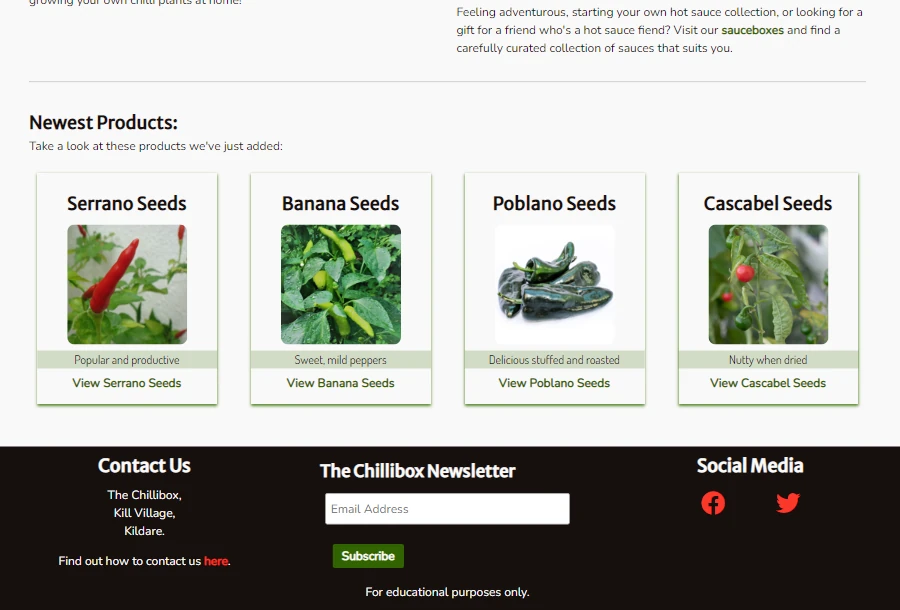 growing your own chilli plants at home!
Feeling adventurous, starting your own hot sauce collection, or looking for a
gift for a friend who's a hot sauce fiend? Visit our sauceboxes and find a
carefully curated collection of sauces that suits you.
Newest Products:
Take a look at these products we've just added:
Serrano Seeds
Popular and productive
View Serrano Seeds
Banana Seeds
Sweet, mild peppers
View Banana Seeds
Poblano Seeds
Delicious stuffed and roasted
View Poblano Seeds
Cascabel Seeds
Nutty when dried
View Cascabel Seeds
Contact Us
The Chillibox,
Kill Village,
Kildare.
Find out how to contact us here.
The Chillibox Newsletter
Email Address
Subscribe
Social Media
For educational purposes only.